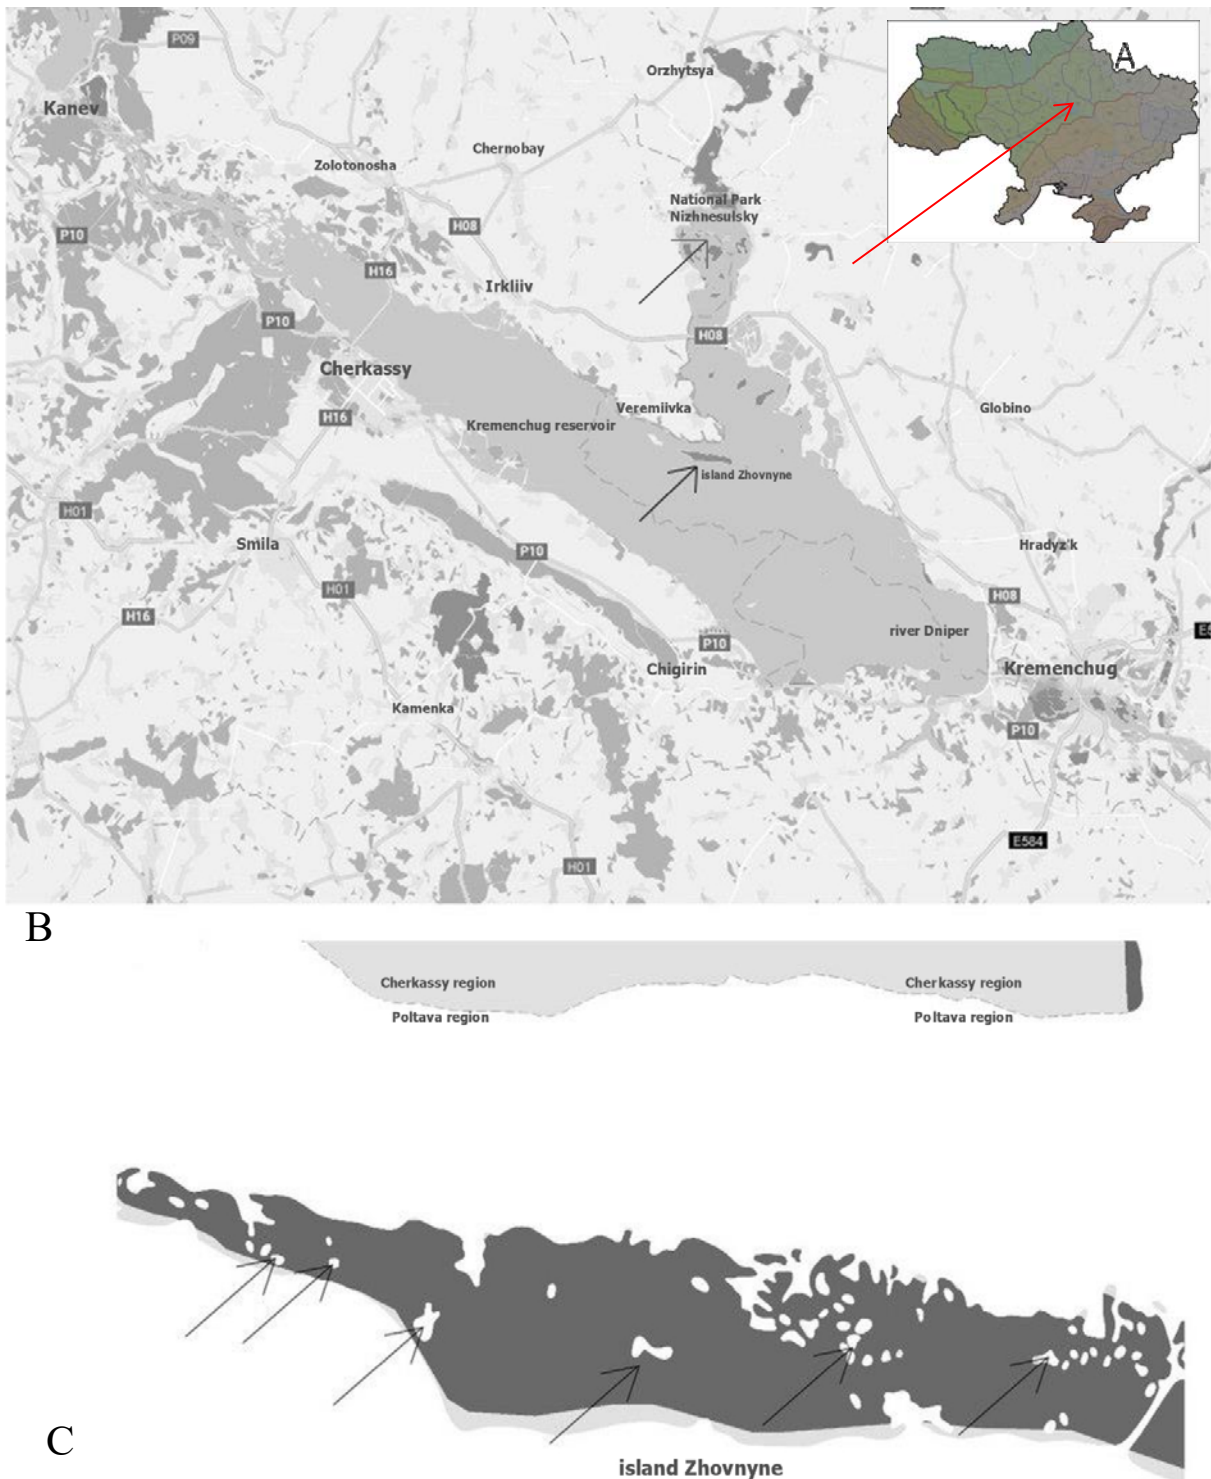 P09
A
Orzhytsya
Kanev
Chernobay
Zolotonosha
National Park
Nizhnesulsky
P10
H08
H16
Irkliiv
P10
H08
Cherkassy
H16
Veremiivka
Globino
Kremenchug reservoir
island Zhovnyne
H01
Smila
P10
Hradyz'k
H01
H08
H16
river Dniper
P10
Chigirin
Kremenchug
Kamenka
P10
E584
H01
B
Cherkassy region
Cherkassy region
Poltava region
Poltava region
C
island Zhovnyne